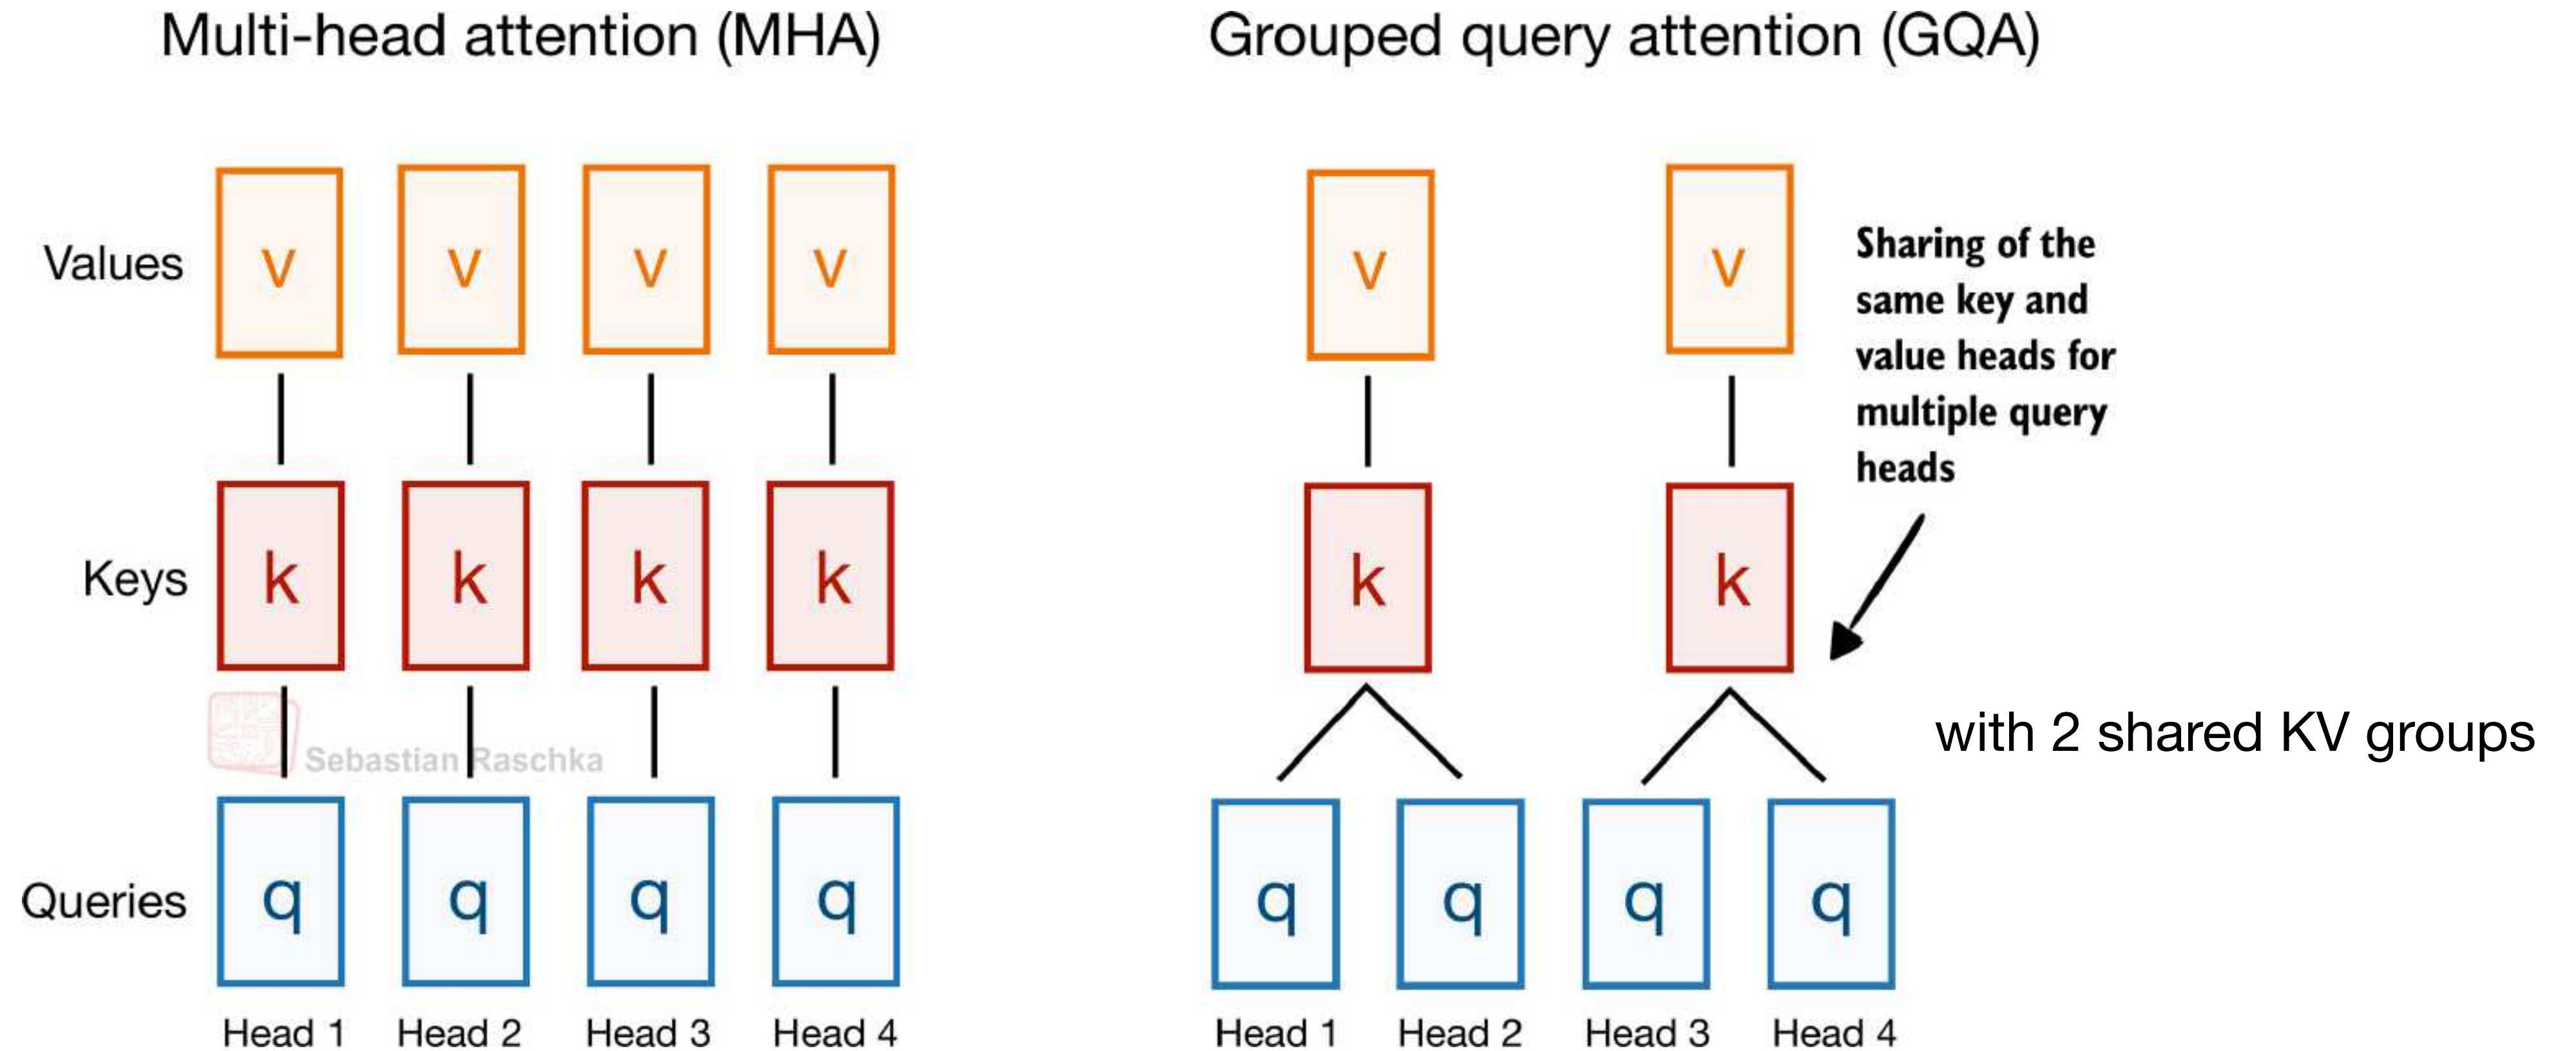 Multi-head attention (MHA)
Grouped query attention (GQA)
Values
v v v v
v v
Sharing of the
same key and
value heads for
multiple query
heads
Keys
k k k k
k k
Sebastian Raschka
with 2 shared KV groups
Queries
q q q q
q q q q
Head 1 Head 2 Head 3 Head 4
Head 1 Head 2 Head 3 Head 4